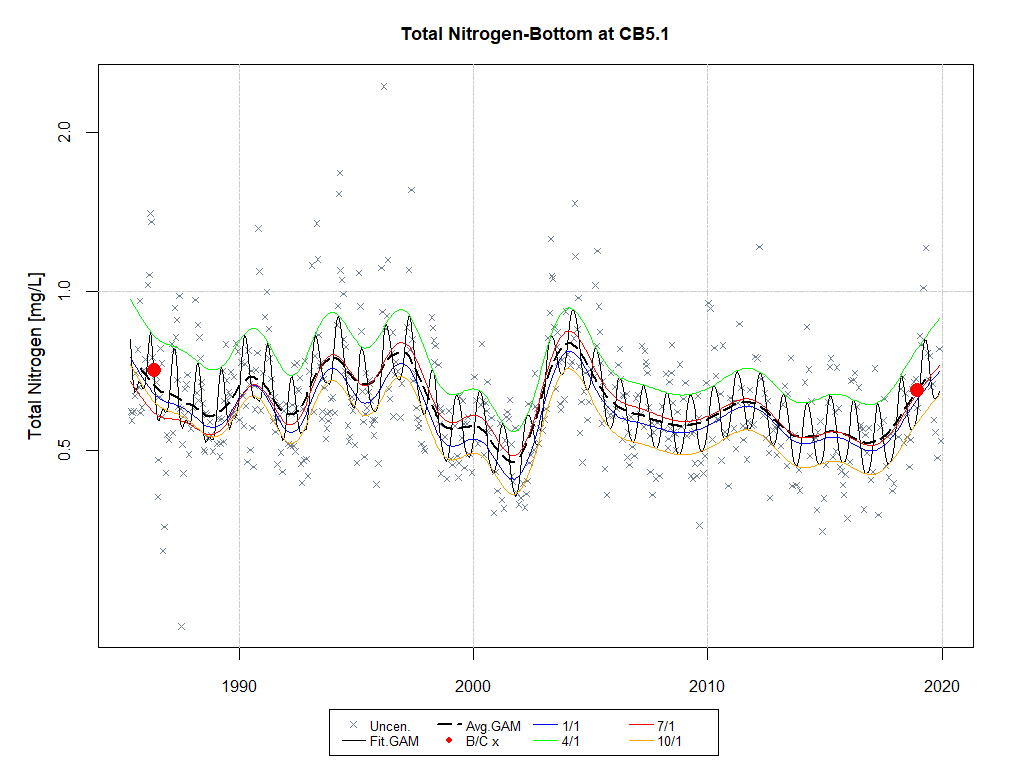 Total Nitrogen-Bottom at CB5.1
Total Nitrogen [mg/L]
2.0
1.0
0.5
1990 2000 2010 2020
Uncen. Avg.GAM 1/1 7/1
Fit.GAM B/C x 4/1 10/1